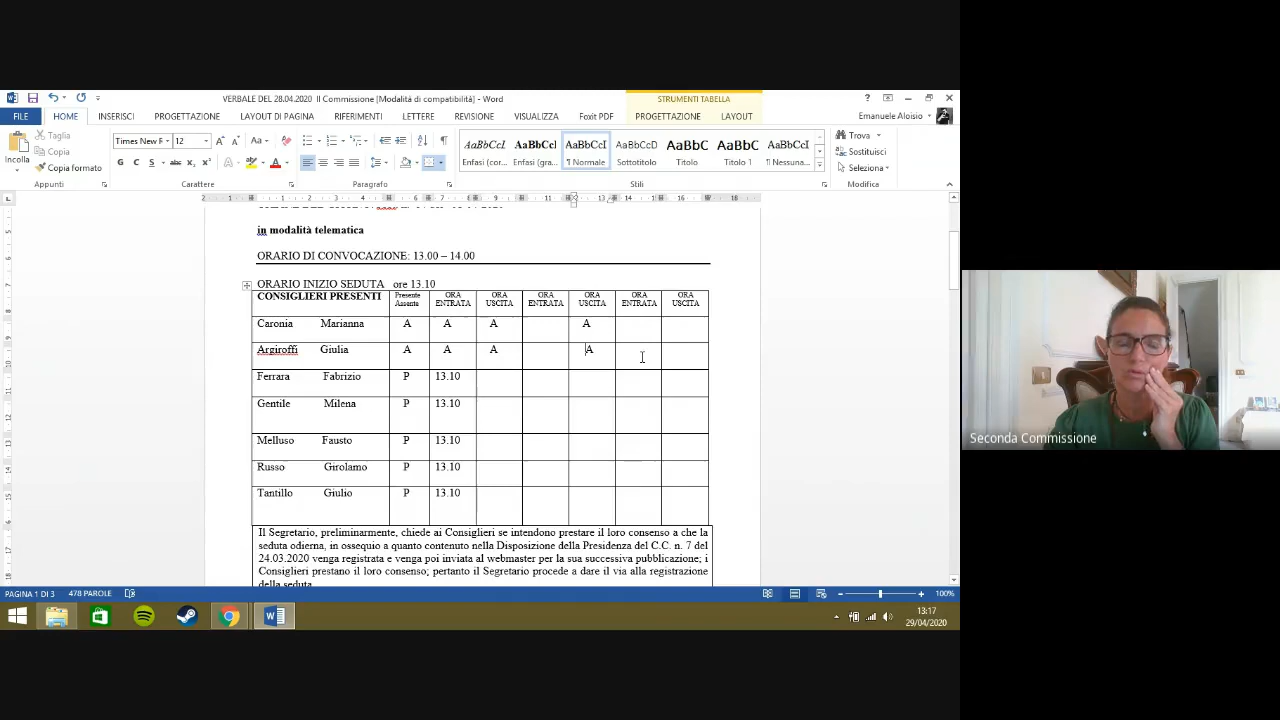 VERBALE DEL 28.04.2020 II Commissione [Modalità di compatibilità] - Word
STRUMENTI TABELLA
FILE HOME INSERISCI PROGETTAZIONE LAYOUT DI PAGINA RIFERIMENTI LETTERE REVISIONE VISUALIZZA Foxit PDF PROGETTAZIONE LAYOUT
Emanuele Aloisio
Incolla
Taglia
Copia
Copia formato
Times New F 12
AaBbCcI AaBbCcl AaBbCcI AaBbCcD AaBbC AaBbC AaBbCcI
Enfasi (cor... Enfasi (gra... ¶ Normale Sottotitolo Titolo Titolo 1 ¶ Nessuna...
Trova
Sostituisci
Seleziona
Appunti Carattere Paragrafo Stili Modifica
in modalità telematica
ORARIO DI CONVOCAZIONE: 13.00 – 14.00
ORARIO INIZIO SEDUTA ore 13.10
CONSIGLIERI PRESENTI Presente Assente ORA ENTRATA ORA USCITA ORA ENTRATA ORA USCITA ORA ENTRATA ORA USCITA
Caronia Marianna A A A A
Argiroffi Giulia A A A A
Ferrara Fabrizio P 13.10
Gentile Milena P 13.10
Melluso Fausto P 13.10
Russo Girolamo P 13.10
Tantillo Giulio P 13.10
Il Segretario, preliminarmente, chiede ai Consiglieri se intendono prestare il loro consenso a che la
seduta odierna, in ossequio a quanto contenuto nella Disposizione della Presidenza del C.C. n. 7 del
24.03.2020 venga registrata e venga poi inviata al webmaster per la sua successiva pubblicazione; i
Consiglieri prestano il loro consenso; pertanto il Segretario procede a dare il via alla registrazione
della seduta.
PAGINA 1 DI 3 478 PAROLE
100%
13:17
29/04/2020
Seconda Commissione